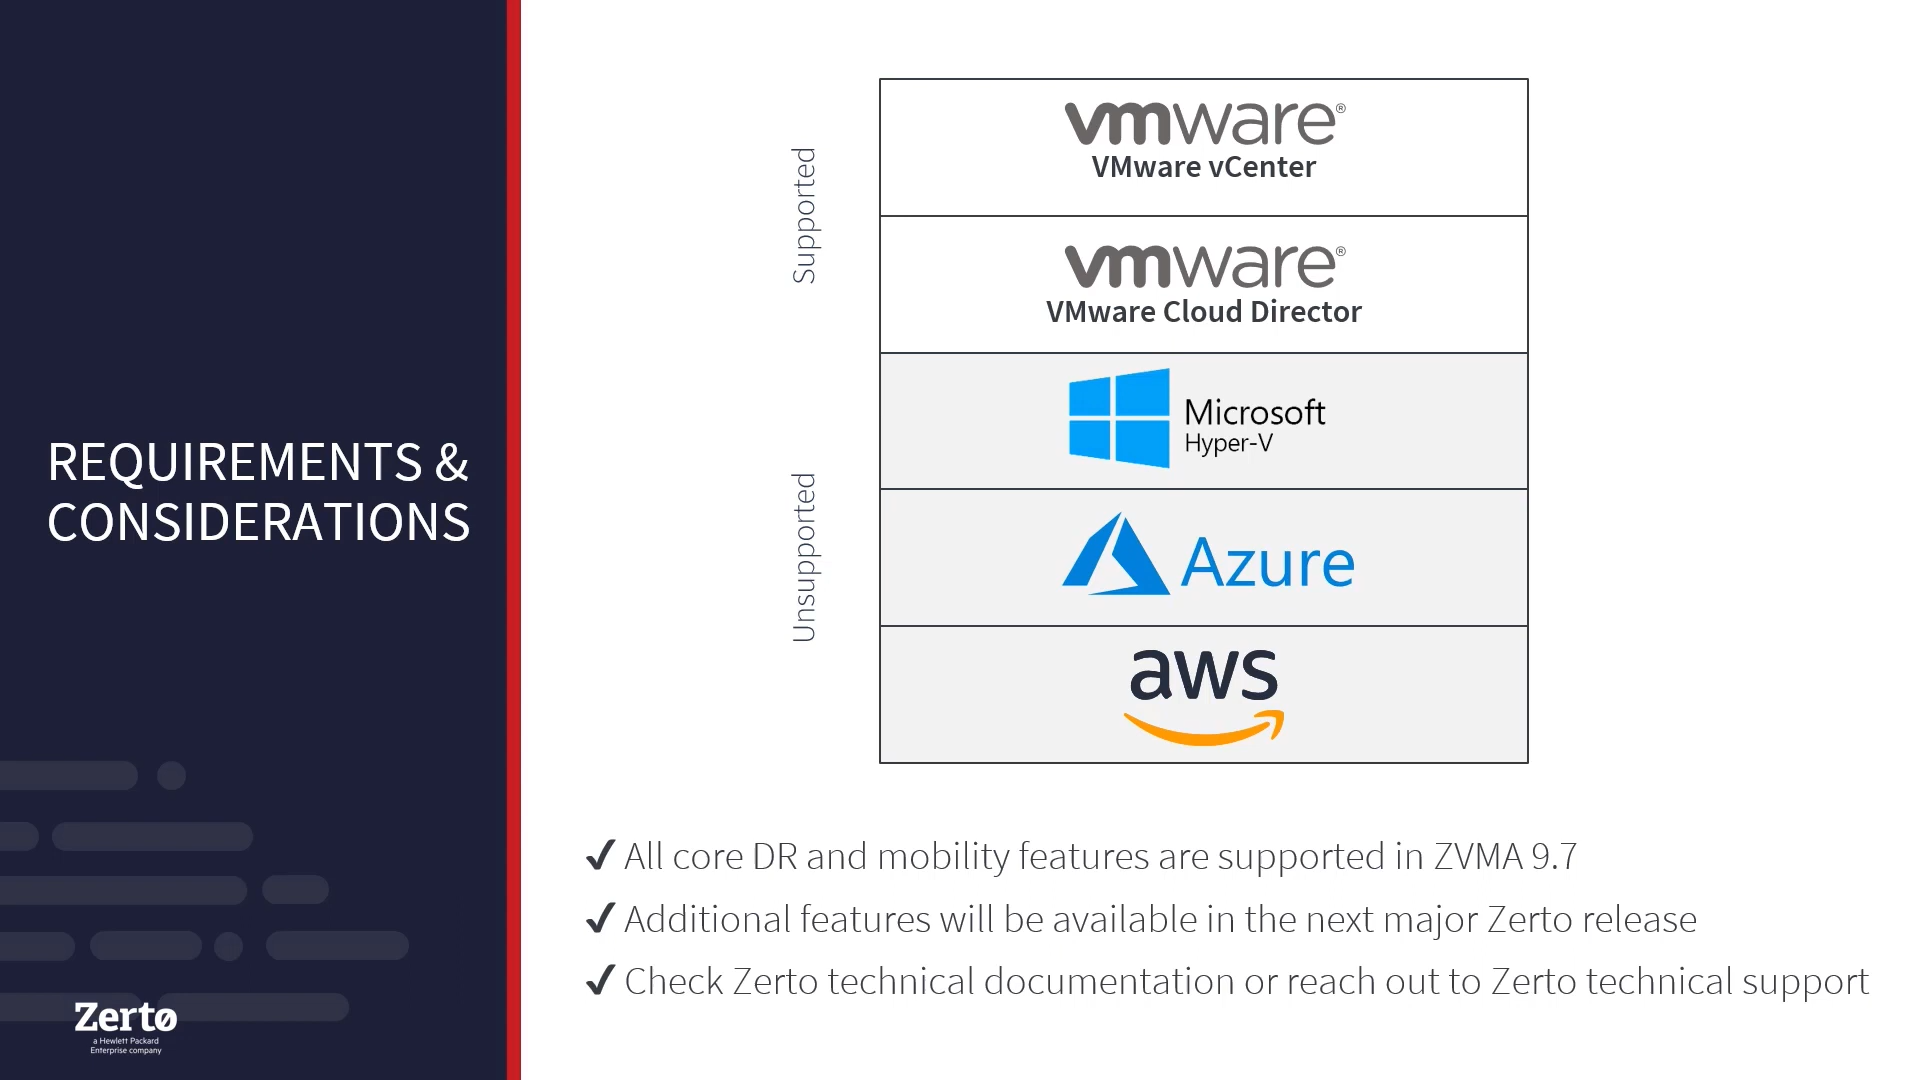 REQUIREMENTS &
CONSIDERATIONS
Supported
vmware®
VMware vCenter
vmware®
VMware Cloud Director
Unsupported
Microsoft
Hyper-V
Azure
aws
✓ All core DR and mobility features are supported in ZVMA 9.7
✓ Additional features will be available in the next major Zerto release
✓ Check Zerto technical documentation or reach out to Zerto technical support
Zerto
a Hewlett Packard
Enterprise company